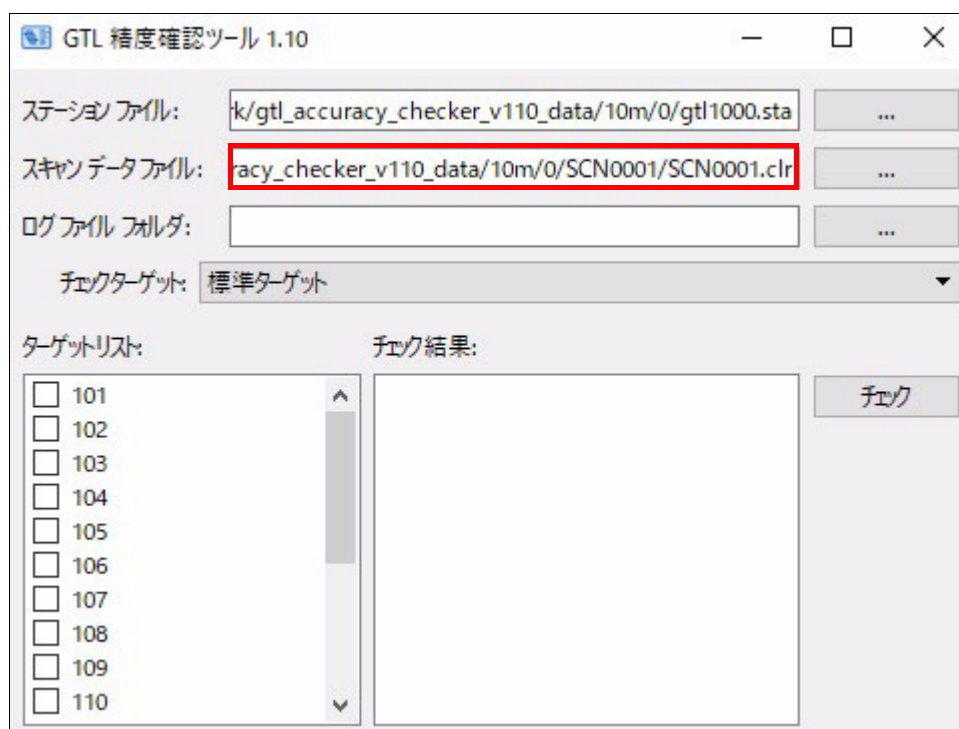 GTL 精度確認ツール 1.10
ステーション ファイル: rk/gtl_accuracy_checker_v110_data/10m/0/gtl1000.sta ...
スキャン データ ファイル: racy_checker_v110_data/10m/0/SCN0001/SCN0001.clr ...
ログ ファイル フォルダ: ...
チェックターゲット: 標準ターゲット
ターゲットリスト: チェック結果:
101
チェック
102
103
104
105
106
107
108
109
110